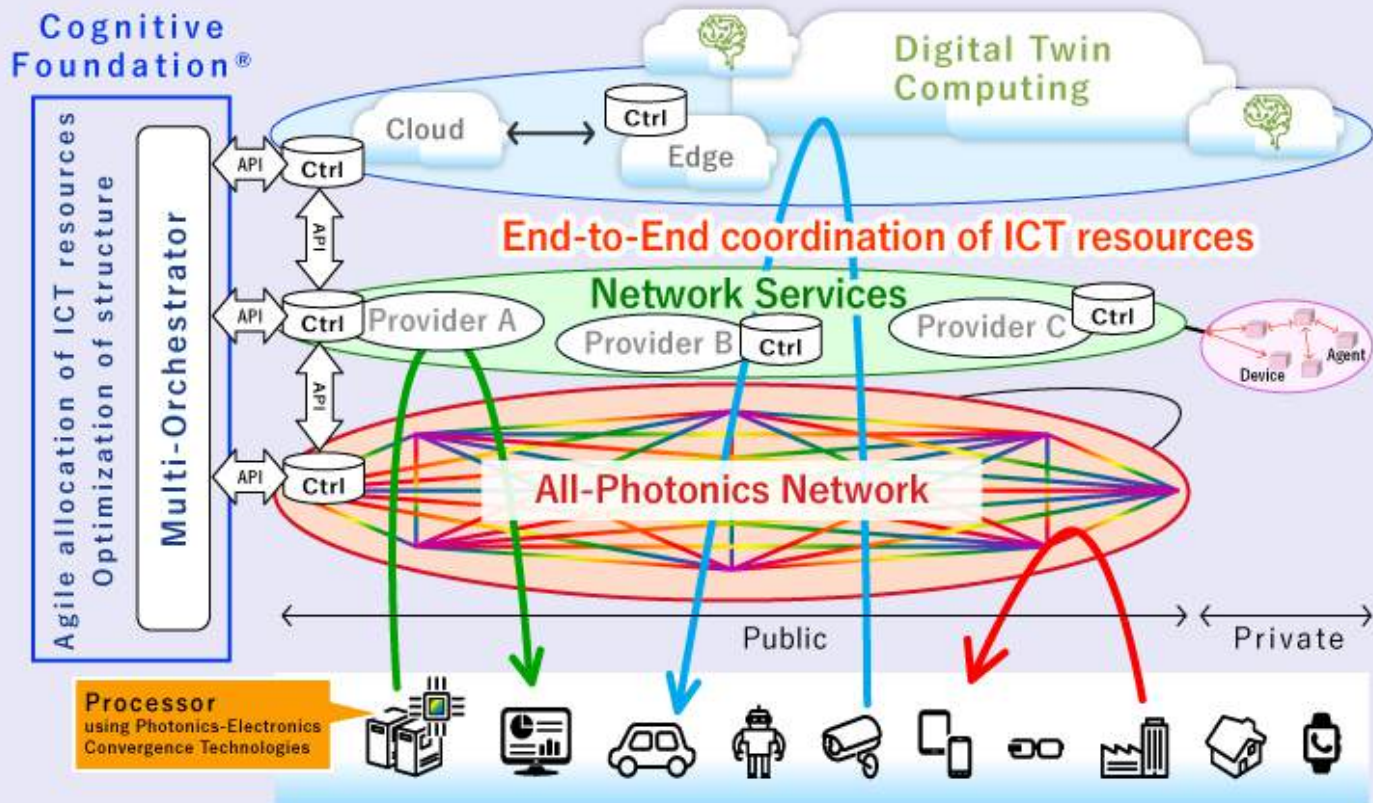 Cognitive
Foundation®
Agile allocation of ICT resources
Optimization of structure
Multi-Orchestrator
API
Ctrl
Cloud
Ctrl
Edge
Digital Twin
Computing
API
End-to-End coordination of ICT resources
Network Services
API
Ctrl
Provider A
Provider B
Ctrl
Provider C
Ctrl
Device
Agent
API
API
Ctrl
All-Photonics Network
Public
Private
Processor
using Photonics-Electronics
Convergence Technologies